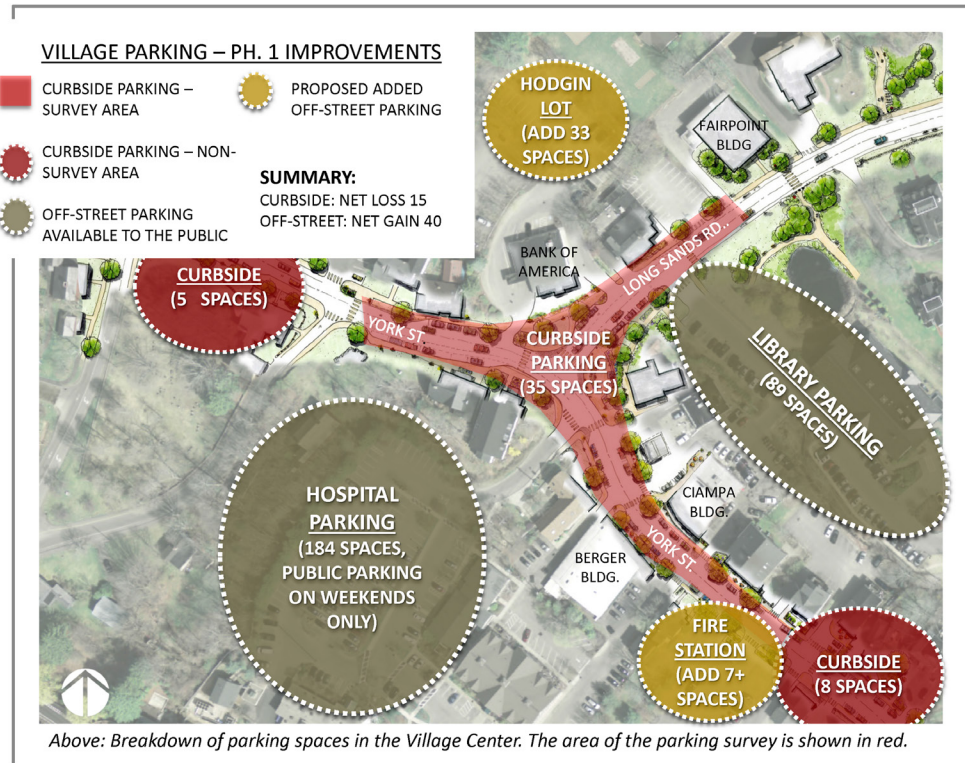 VILLAGE PARKING – PH. 1 IMPROVEMENTS
CURBSIDE PARKING –
SURVEY AREA
PROPOSED ADDED
OFF-STREET PARKING
CURBSIDE PARKING – NON-
SURVEY AREA
OFF-STREET PARKING
AVAILABLE TO THE PUBLIC
SUMMARY:
CURBSIDE: NET LOSS 15
OFF-STREET: NET GAIN 40
HODGIN
LOT
(ADD 33
SPACES)
FAIRPOINT
BLDG
BANK OF
AMERICA
LONG SANDS RD..
CURBSIDE
(5 SPACES)
YORK ST.
CURBSIDE
PARKING
(35 SPACES)
LIBRARY PARKING
(89 SPACES)
HOSPITAL
PARKING
(184 SPACES,
PUBLIC PARKING
ON WEEKENDS
ONLY)
CIAMPA
BLDG.
YORK ST.
BERGER
BLDG.
FIRE
STATION
(ADD 7+
SPACES)
CURBSIDE
(8 SPACES)
Above: Breakdown of parking spaces in the Village Center. The area of the parking survey is shown in red.